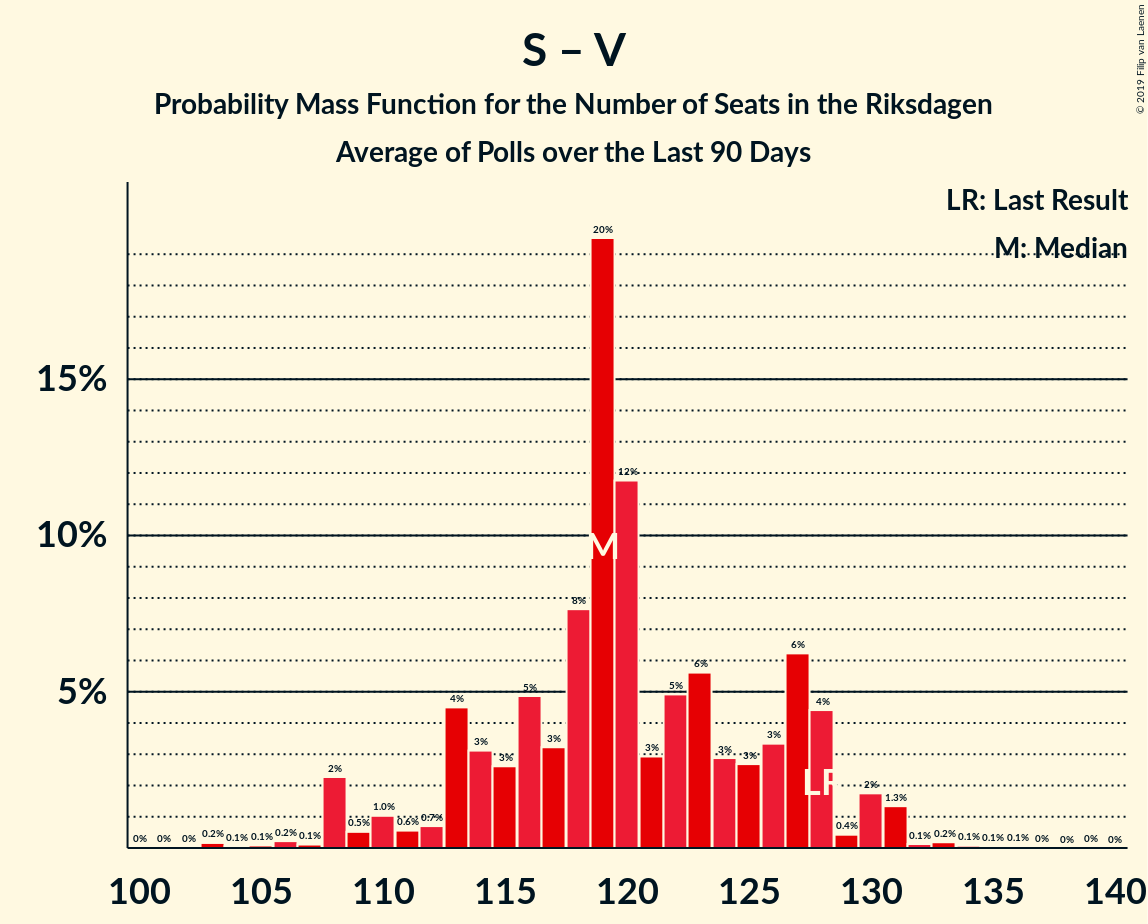 S – V
Probability Mass Function for the Number of Seats in the Riksdagen
Average of Polls over the Last 90 Days
© 2019 Filip van Laenen
LR: Last Result
M: Median
15%
10%
5%
0% 0% 0% 0.2% 0.1% 0.1% 0.2% 0.1% 2% 0.5% 1.0% 0.6% 0.7% 4% 3% 3% 5% 3% 8% 20% 12% 3% 5% 6% 3% 3% 3% 6% 4% 0.4% 2% 1.3% 0.1% 0.2% 0.1% 0.1% 0.1% 0% 0% 0% 0%
M
LR
100 105 110 115 120 125 130 135 140